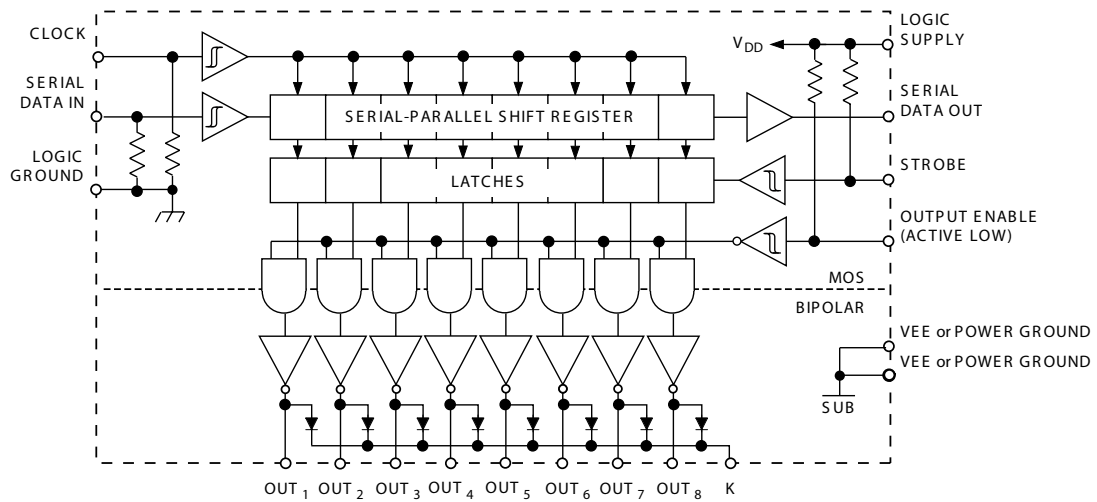 CLOCK
SERIAL
DATA IN
LOGIC
GROUND
VDD
LOGIC
SUPPLY
SERIAL-PARALLEL SHIFT REGISTER
SERIAL
DATA OUT
LATCHES
STROBE
OUTPUT ENABLE
(ACTIVE LOW)
MOS
BIPOLAR
VEE or POWER GROUND
VEE or POWER GROUND
SUB
OUT1 OUT2 OUT3 OUT4 OUT5 OUT6 OUT7 OUT8 K